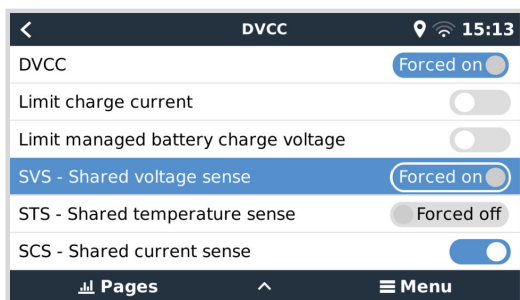 DVCC 15:13
DVCC Forced on
Limit charge current
Limit managed battery charge voltage
SVS - Shared voltage sense Forced on
STS - Shared temperature sense Forced off
SCS - Shared current sense
Pages Menu